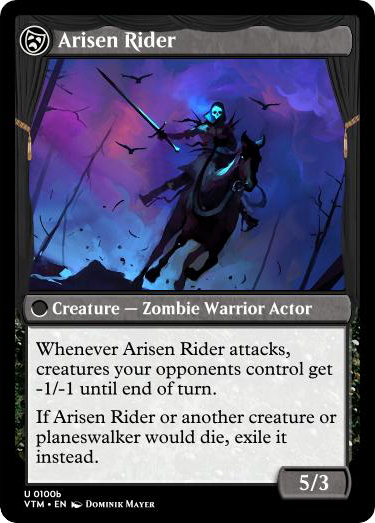 Arisen Rider
Creature — Zombie Warrior Actor
Whenever Arisen Rider attacks,
creatures your opponents control get
-1/-1 until end of turn.
If Arisen Rider or another creature or
planeswalker would die, exile it
instead.
5/3
U 0100b
VTM • EN DOMINIK MAYER